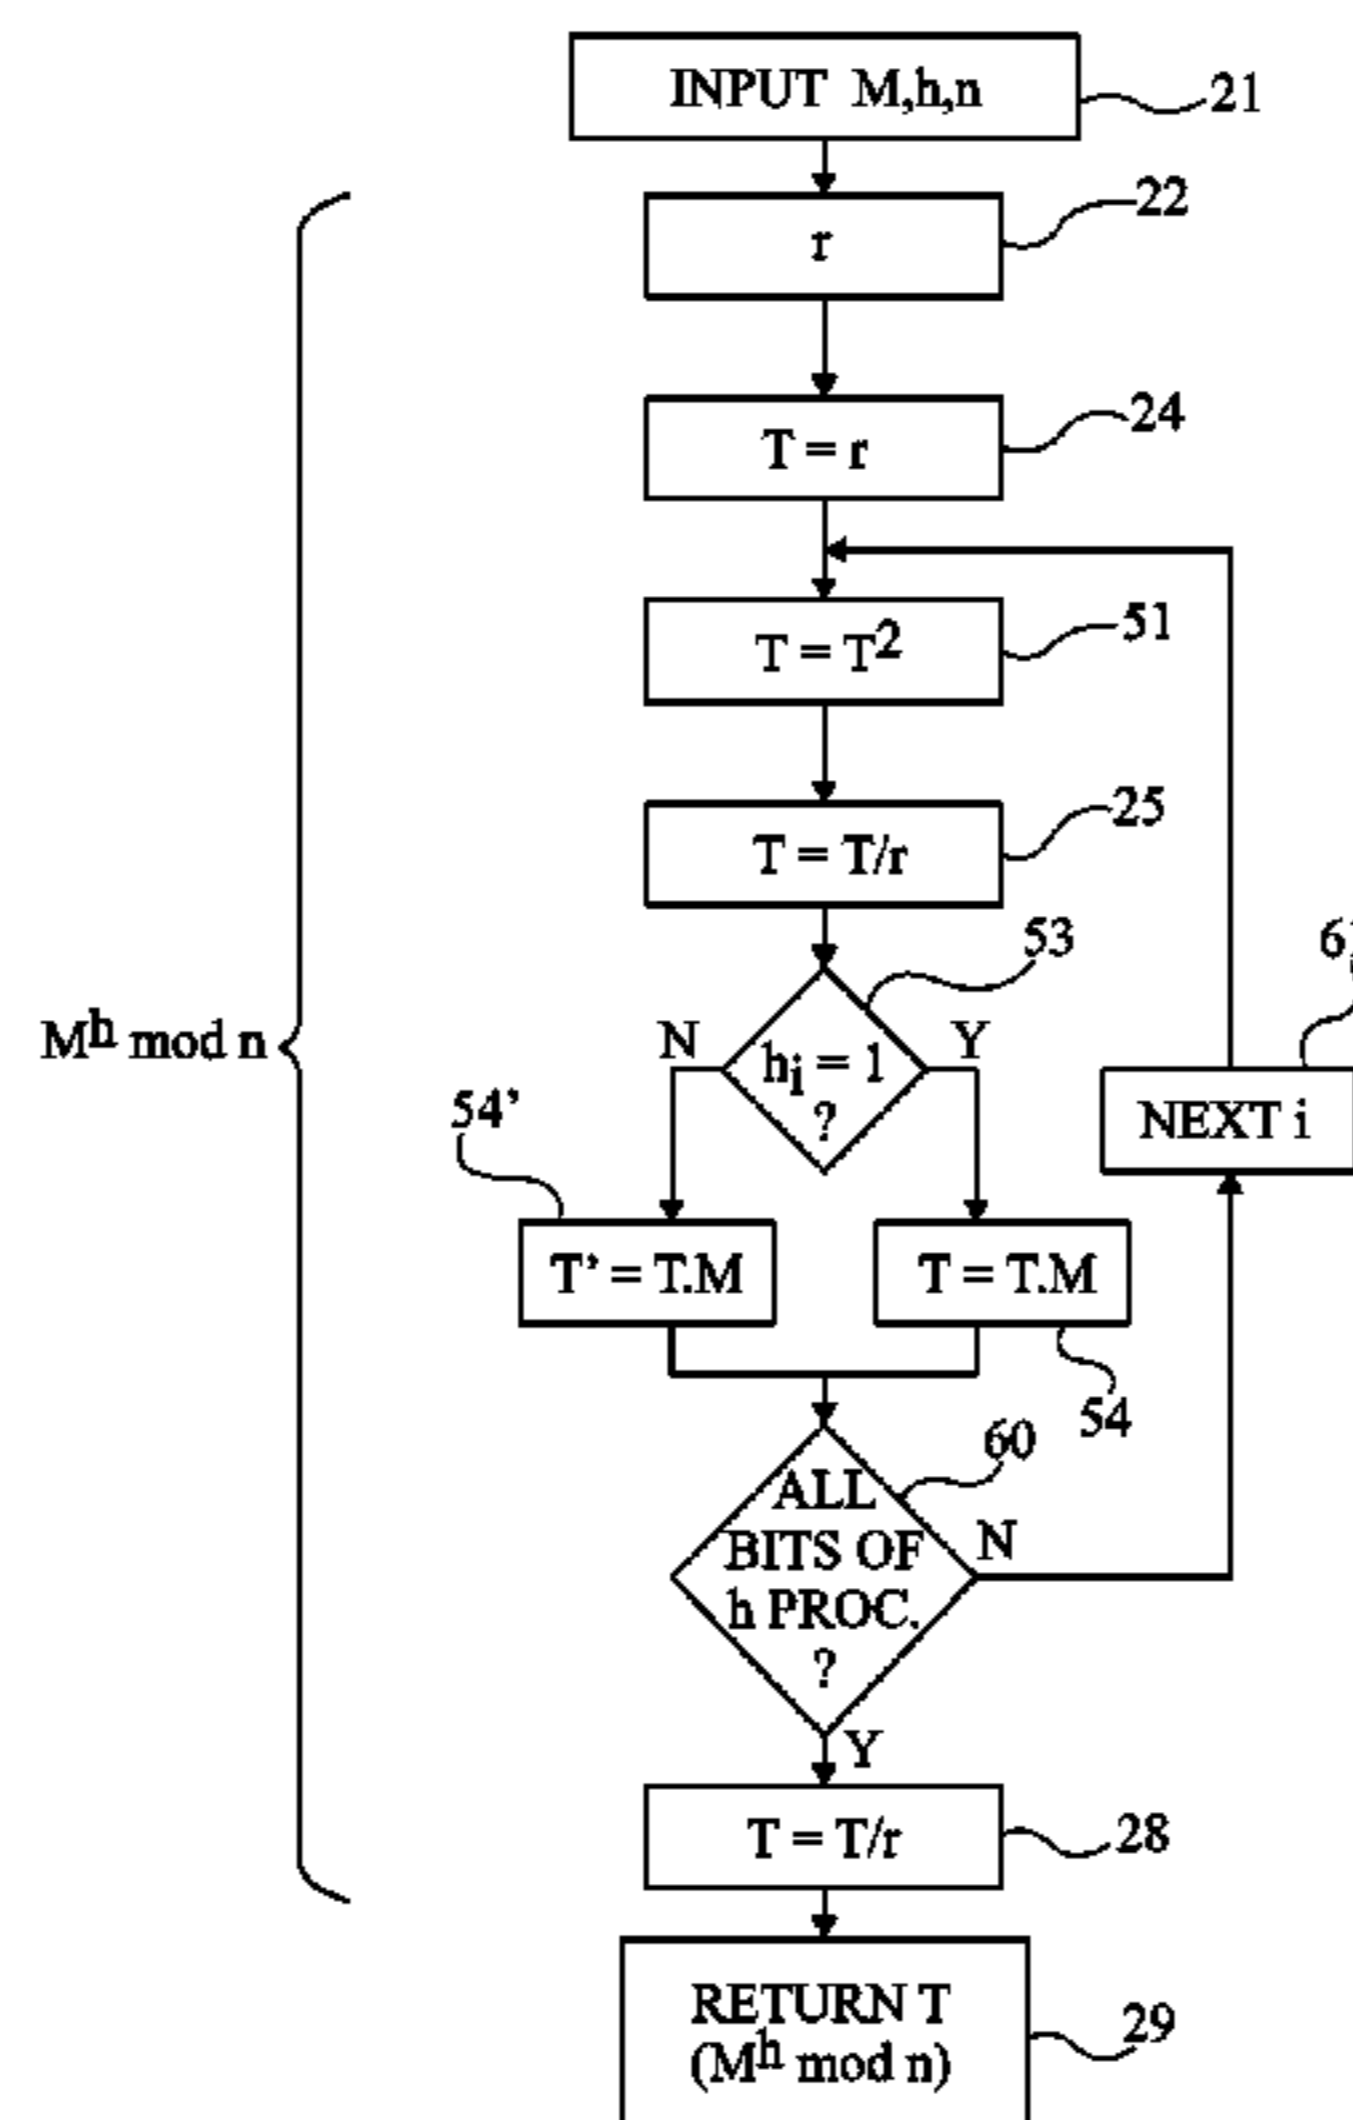 INPUT M,h,n
21
22
r
24
T = r
51
T = T²
25
T = T/r
53
N
Y
hi = 1
?
Mʰ mod n
54'
NEXT i
T' = T.M
T = T.M
54
60
ALL
BITS OF
h PROC.
?
N
Y
T = T/r
28
RETURN T
(Mʰ mod n)
29